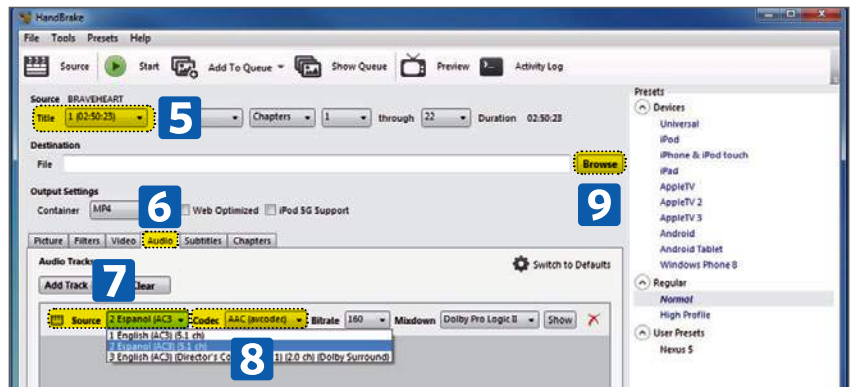 HandBrake
File Tools Presets Help
Source Start Add To Queue Show Queue Preview Activity Log
Source BRAVEHEART
Title 1 (02:50:23) 5 Chapters 1 through 22 Duration 02:50:23
Destination
File Browse
9
Output Settings
Container MP4 6 Web Optimized iPod 5G Support
Picture Filters Video Audio Subtitles Chapters
Audio Tracks Switch to Defaults
Add Track 7 Clear
Source 2 Espanol (AC3 Codec AAC (avcodec) Bitrate 160 Mixdown Dolby Pro Logic II Show
1 English (AC3) (5.1 ch)
2 Espanol (AC3) (5.1 ch)
3 English (AC3) (Director's Co 8 1) (2.0 ch) (Dolby Surround)
Presets
Devices
Universal
iPod
iPhone & iPod touch
iPad
AppleTV
AppleTV 2
AppleTV 3
Android
Android Tablet
Windows Phone 8
Regular
Normal
High Profile
User Presets
Nexus 5